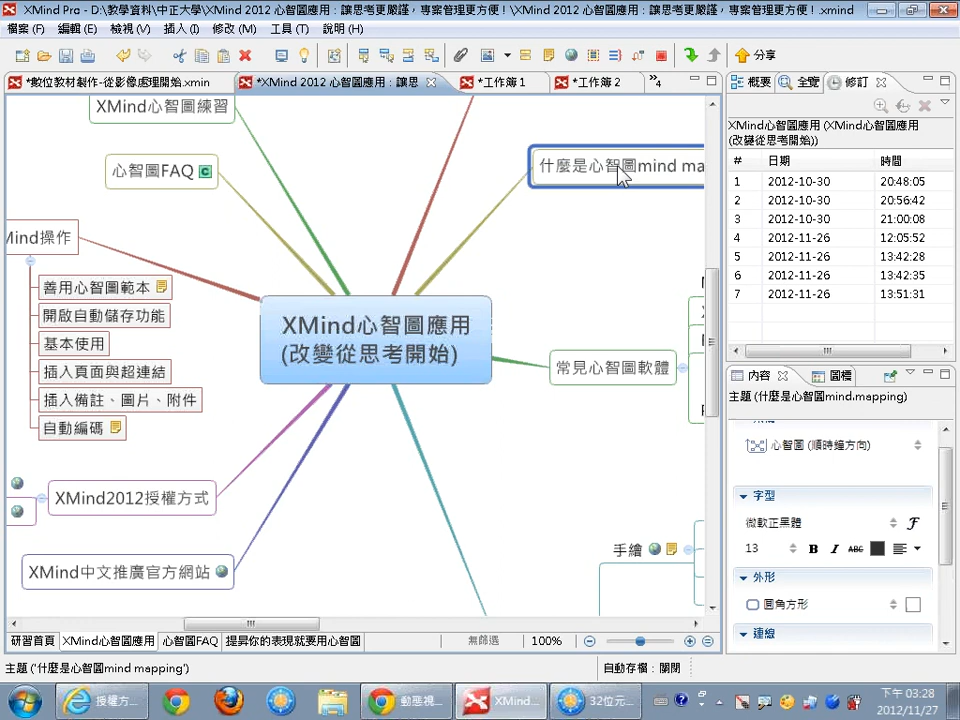 XMind Pro - D:\教學資料\中正大學\XMind 2012 心智圖應用：讓思考更嚴謹，專案管理更方便！\XMind 2012 心智圖應用：讓思考更嚴謹，專案管理更方便！.xmind
檔案 (F) 編輯 (E) 檢視 (V) 插入 (I) 修改 (M) 工具 (T) 說明 (H)
分享
*數位教材製作-從影像處理開始.xmin
*XMind 2012 心智圖應用：讓思
*工作簿 1
*工作簿 2
»4
概要 全覽 修訂
XMind心智圖應用 (XMind心智圖應用
(改變從思考開始))
# 日期 時間
1 2012-10-30 20:48:05
2 2012-10-30 20:56:42
3 2012-10-30 21:00:08
4 2012-11-26 12:05:52
5 2012-11-26 13:42:28
6 2012-11-26 13:42:35
7 2012-11-26 13:51:31
XMind心智圖練習
心智圖FAQ
什麼是心智圖mind ma
Mind操作
善用心智圖範本
開啟自動儲存功能
基本使用
插入頁面與超連結
插入備註、圖片、附件
自動編碼
XMind心智圖應用
(改變從思考開始)
常見心智圖軟體
XMind2012授權方式
手繪
XMind中文推廣官方網站
內容 圖標
主題 (什麼是心智圖mind mapping)
心智圖 (順時鐘方向)
字型
微軟正黑體
13 B I ABC
外形
圓角方形
連線
研習首頁 XMind心智圖應用 心智圖FAQ 提昇你的表現就要用心智圖
無篩選
100%
主題 ('什麼是心智圖mind mapping')
自動存檔：關閉
授權方...
動態視...
XMind...
32位元...
下午 03:28
2012/11/27